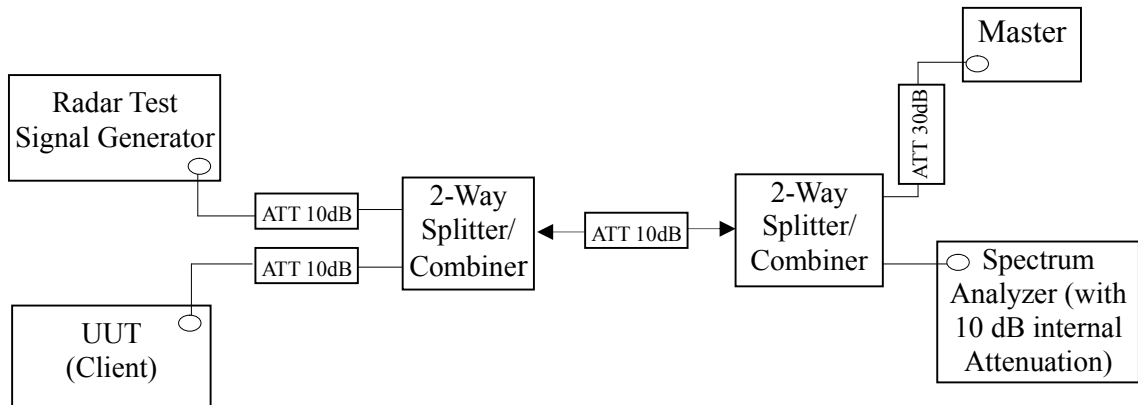 Radar Test
Signal Generator
ATT 10dB
ATT 10dB
UUT
(Client)
2-Way
Splitter/
Combiner
ATT 10dB
2-Way
Splitter/
Combiner
ATT 30dB
Master
Spectrum
Analyzer (with
10 dB internal
Attenuation)